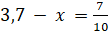 3,7 − x = 7/10